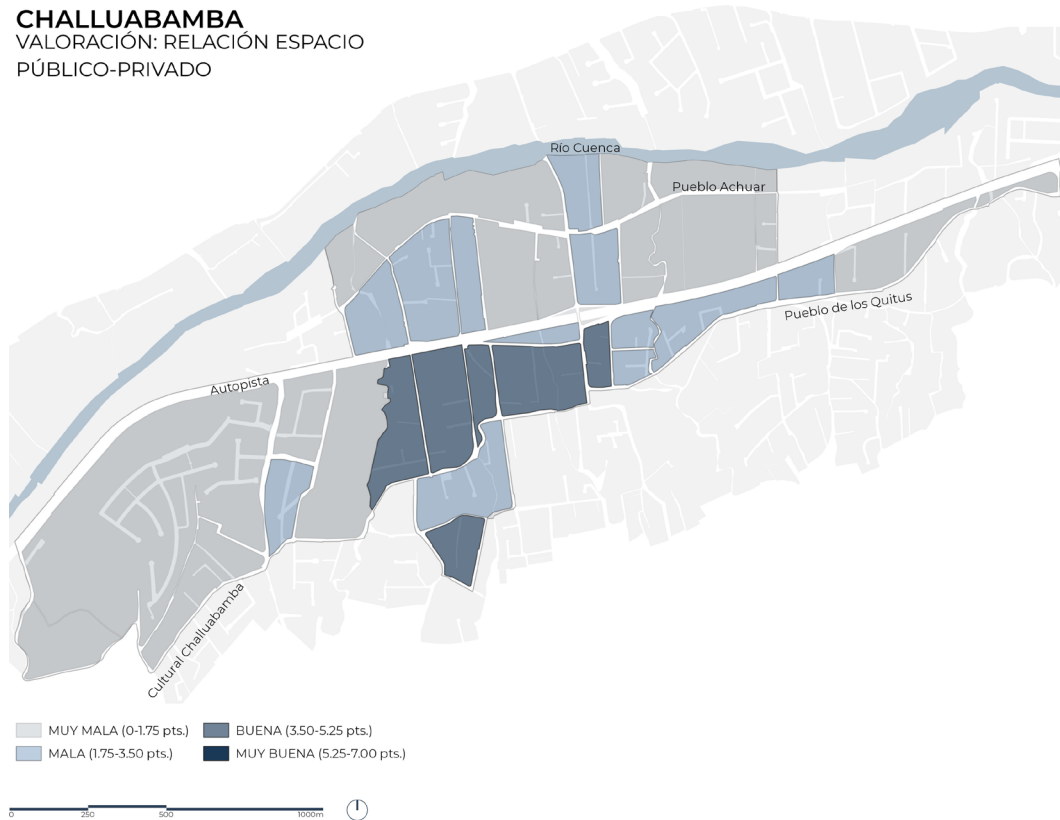 CHALLUABAMBA
VALORACIÓN: RELACIÓN ESPACIO
PÚBLICO-PRIVADO
Río Cuenca
Pueblo Achuar
Pueblo de los Quitus
Autopista
Cultural Challuabamba
MUY MALA (0-1.75 pts.)
BUENA (3.50-5.25 pts.)
MALA (1.75-3.50 pts.)
MUY BUENA (5.25-7.00 pts.)
0 250 500 1000m